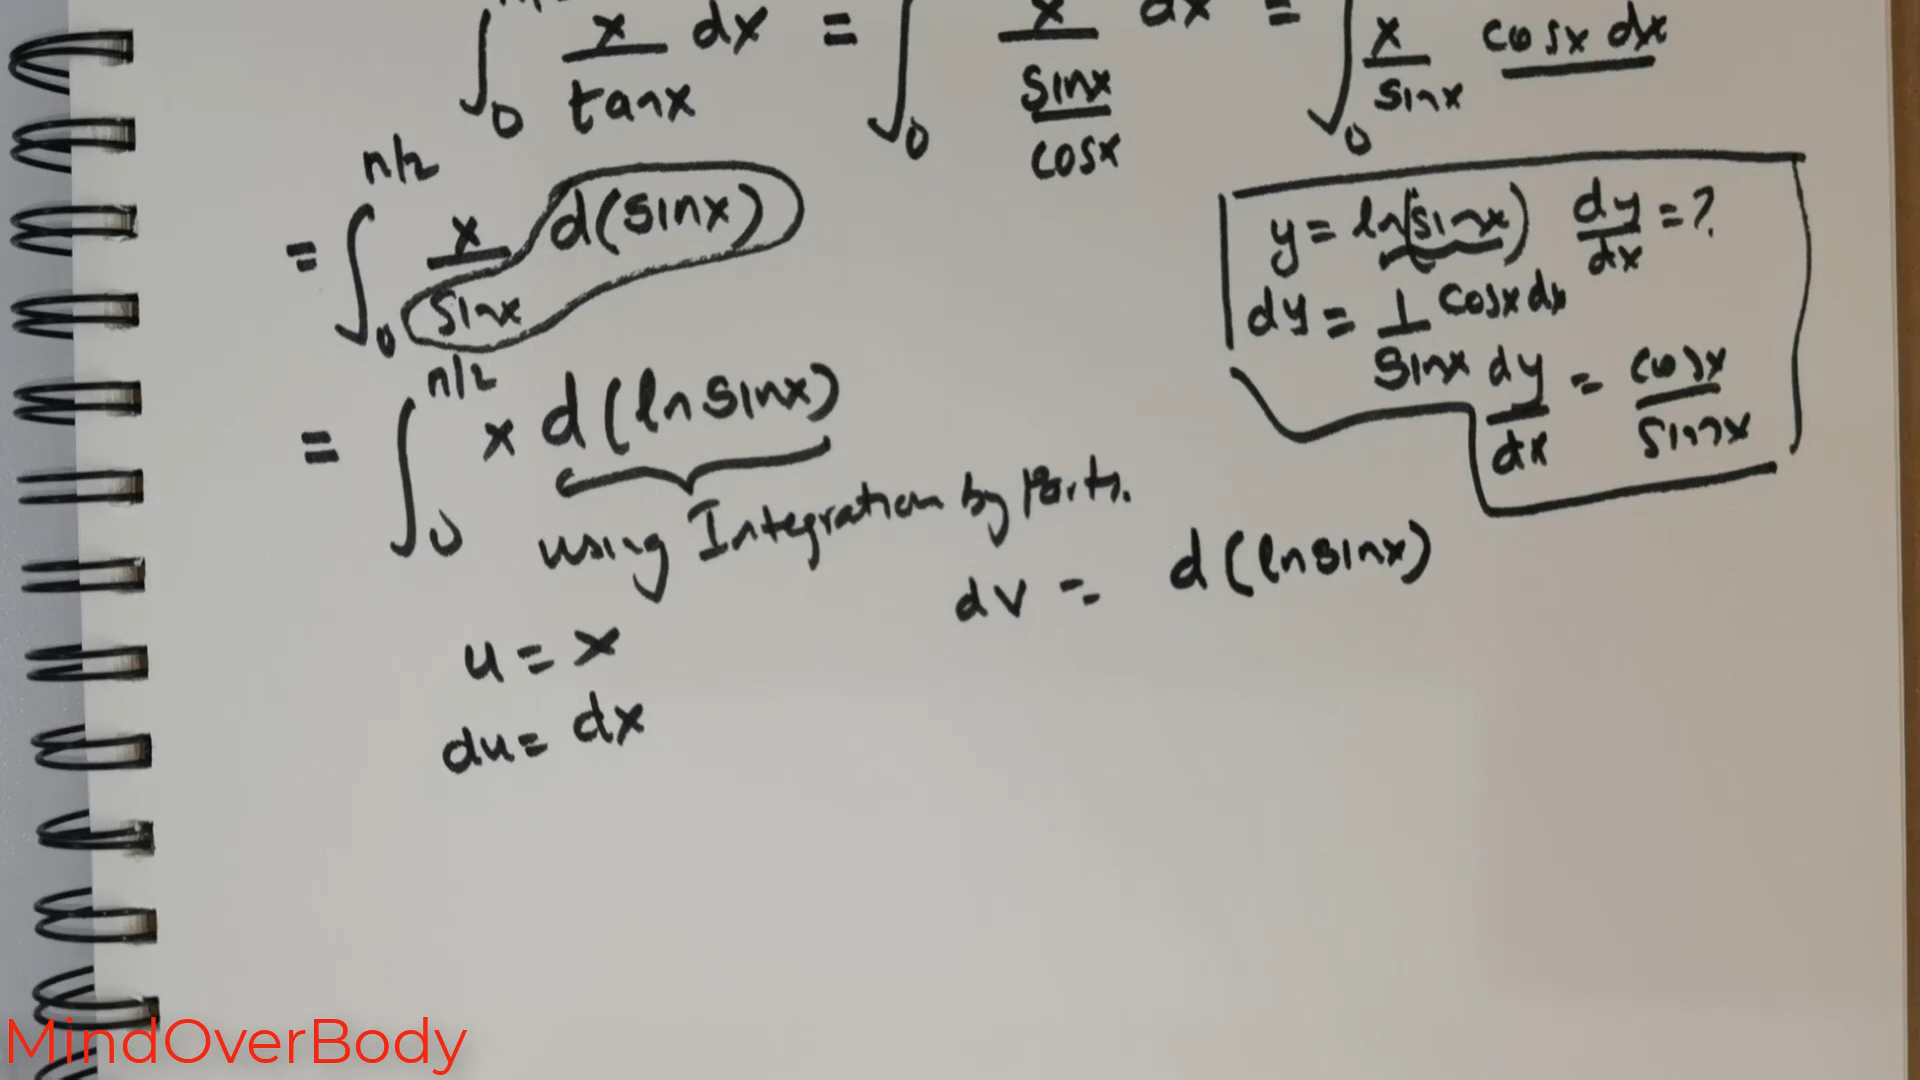 ∫₀ x/tanx dx = ∫₀ x/(sinx/cosx) dx = ∫₀ x/sinx cosx dx
= ∫₀^(π/2) x/sinx d(sinx)
y = ln(sinx) dy/dx = ?
dy = 1/sinx cosx dx
dy/dx = cosx/sinx
= ∫₀^(π/2) x d(ln sinx)
using Integration by Parts.
dv = d(ln sinx)
u = x
du = dx
MindOverBody